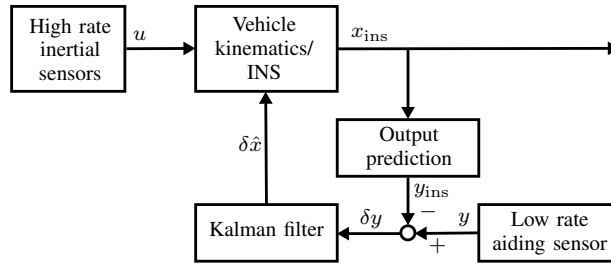 High rate
inertial
sensors
u
Vehicle
kinematics/
INS
x_ins
Output
prediction
δx̂
y_ins
Kalman filter
δy
−
+
y
Low rate
aiding sensor